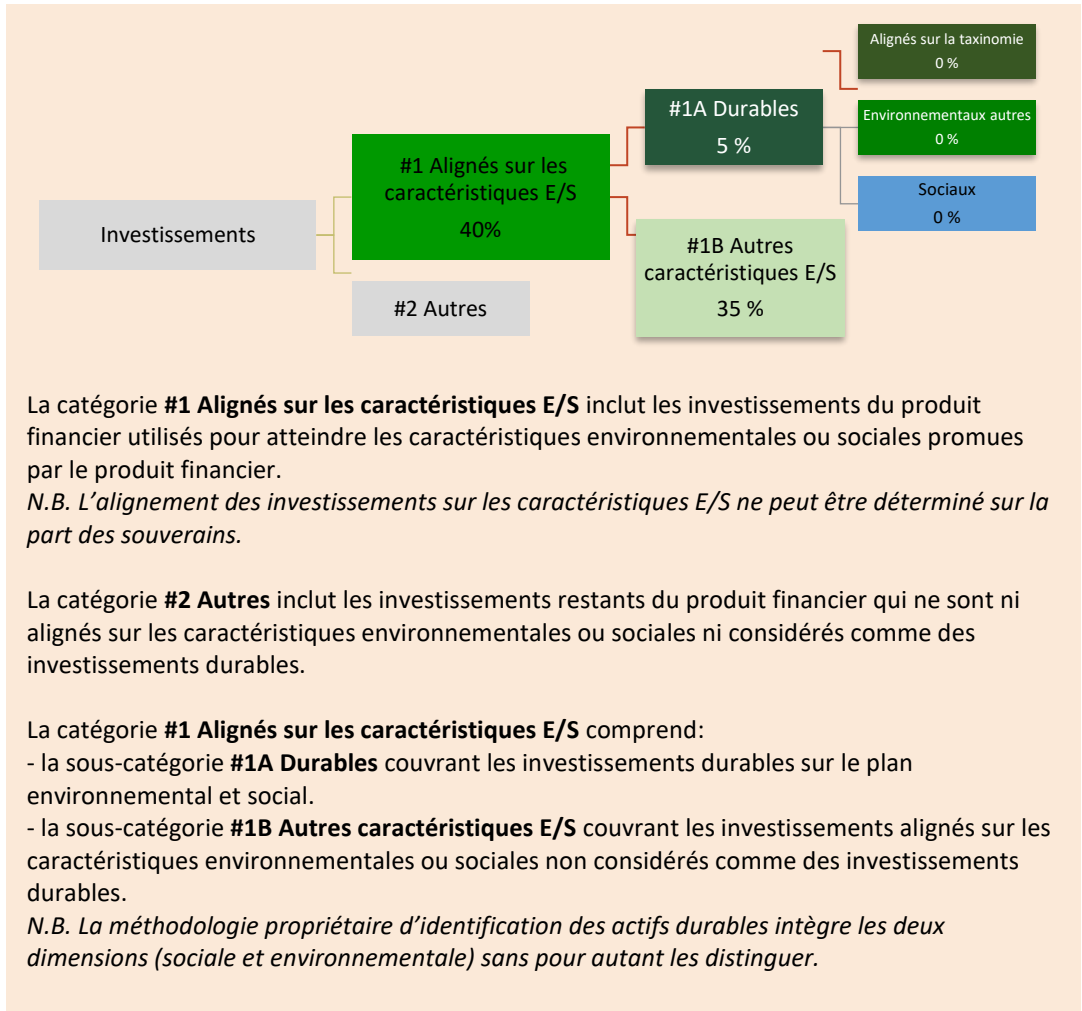 Alignés sur la taxinomie
0 %
#1A Durables
5 %
Environnementaux autres
0 %
#1 Alignés sur les
caractéristiques E/S
40%
Sociaux
0 %
Investissements
#1B Autres
caractéristiques E/S
35 %
#2 Autres
La catégorie #1 Alignés sur les caractéristiques E/S inclut les investissements du produit
financier utilisés pour atteindre les caractéristiques environnementales ou sociales promues
par le produit financier.
N.B. L’alignement des investissements sur les caractéristiques E/S ne peut être déterminé sur la
part des souverains.
La catégorie #2 Autres inclut les investissements restants du produit financier qui ne sont ni
alignés sur les caractéristiques environnementales ou sociales ni considérés comme des
investissements durables.
La catégorie #1 Alignés sur les caractéristiques E/S comprend:
- la sous-catégorie #1A Durables couvrant les investissements durables sur le plan
environnemental et social.
- la sous-catégorie #1B Autres caractéristiques E/S couvrant les investissements alignés sur les
caractéristiques environnementales ou sociales non considérés comme des investissements
durables.
N.B. La méthodologie propriétaire d’identification des actifs durables intègre les deux
dimensions (sociale et environnementale) sans pour autant les distinguer.